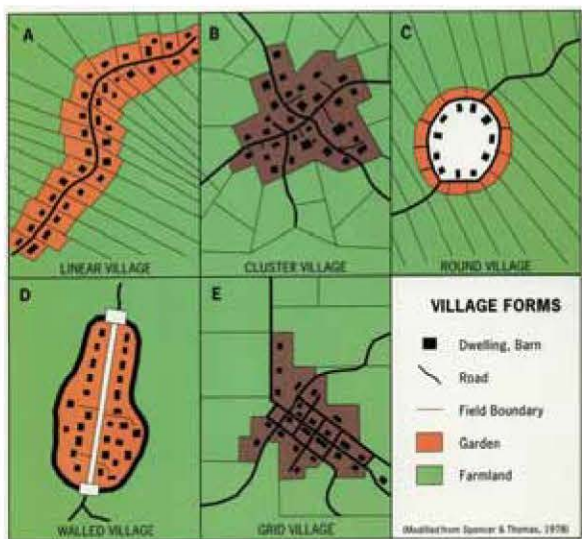 A
LINEAR VILLAGE
B
CLUSTER VILLAGE
C
ROUND VILLAGE
D
WALLED VILLAGE
E
GRID VILLAGE
VILLAGE FORMS
Dwelling, Barn
Road
Field Boundary
Garden
Farmland
(Modified from Spencer & Thomas, 1978)